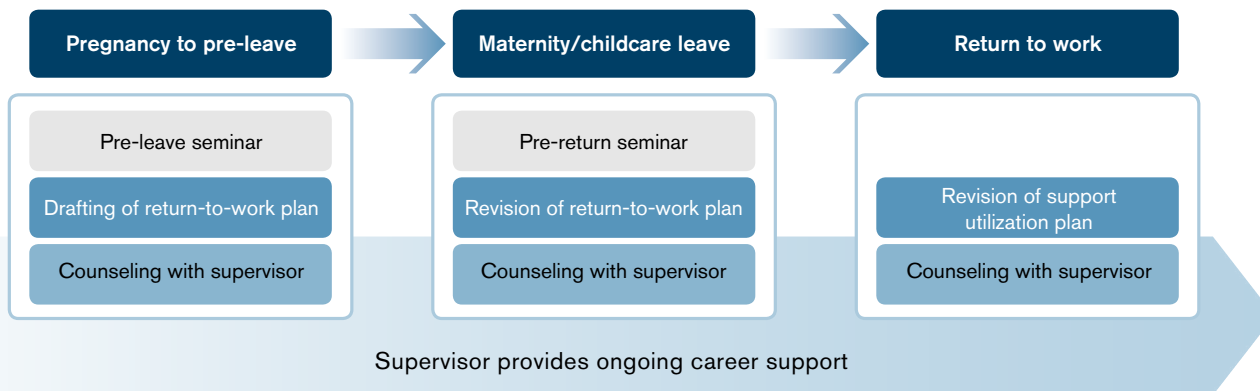 Pregnancy to pre-leave
Maternity/childcare leave
Return to work
Pre-leave seminar
Drafting of return-to-work plan
Counseling with supervisor
Pre-return seminar
Revision of return-to-work plan
Counseling with supervisor
Revision of support
utilization plan
Counseling with supervisor
Supervisor provides ongoing career support